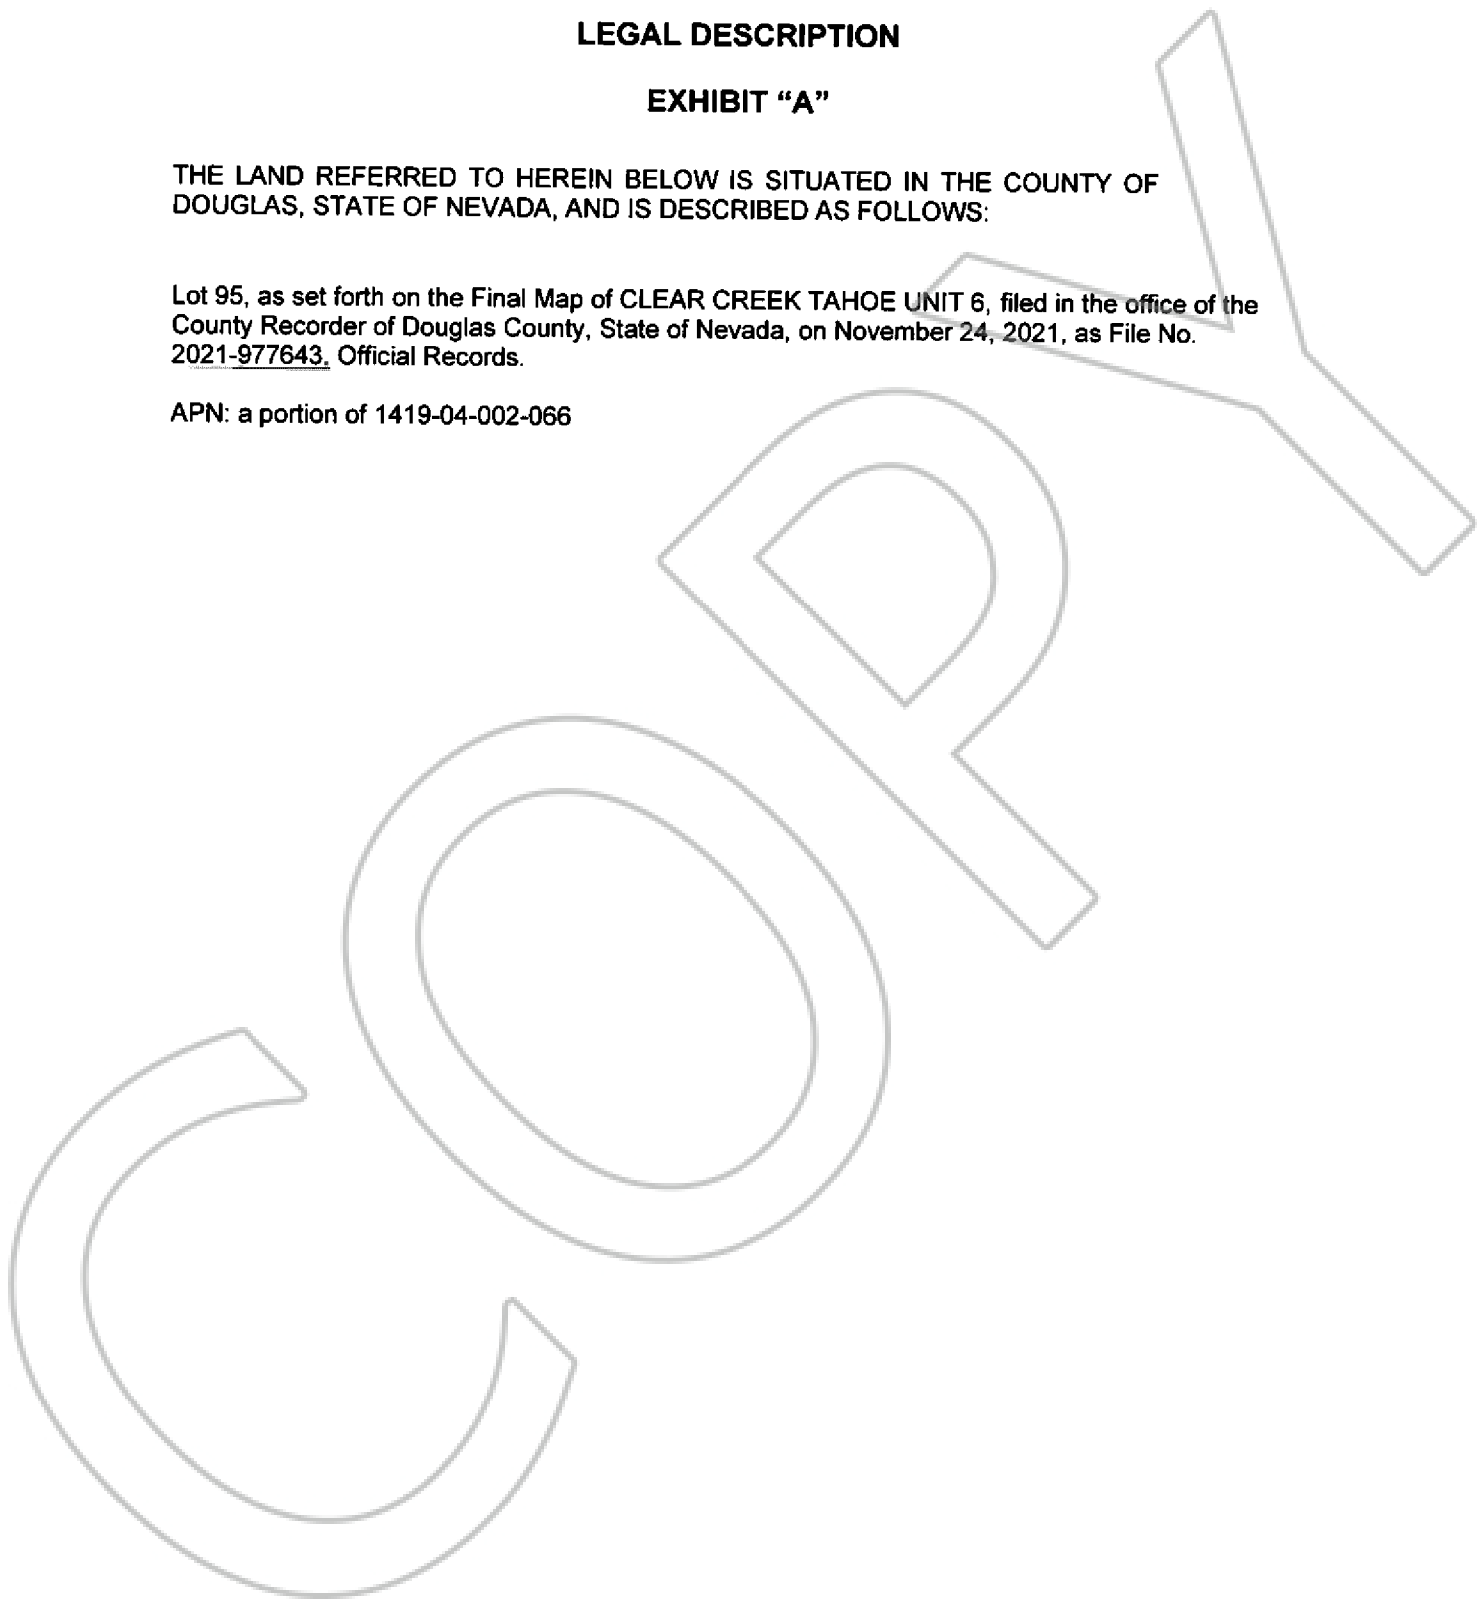 LEGAL DESCRIPTION
EXHIBIT “A”
THE LAND REFERRED TO HEREIN BELOW IS SITUATED IN THE COUNTY OF
DOUGLAS, STATE OF NEVADA, AND IS DESCRIBED AS FOLLOWS:
Lot 95, as set forth on the Final Map of CLEAR CREEK TAHOE UNIT 6, filed in the office of the
County Recorder of Douglas County, State of Nevada, on November 24, 2021, as File No.
2021-977643. Official Records.
APN: a portion of 1419-04-002-066
COPY